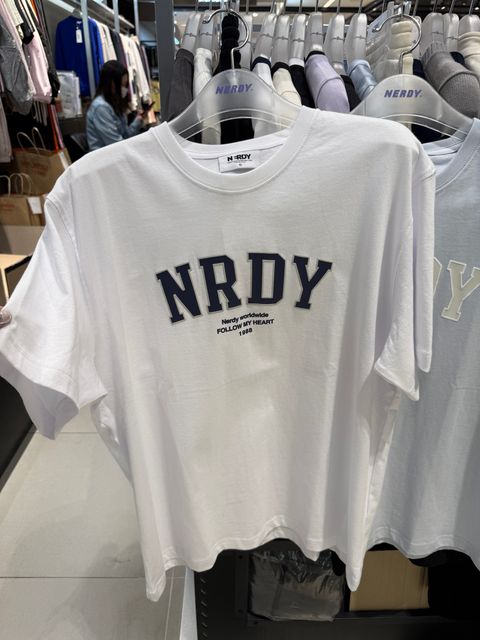 NERDY.
NERDY.
NERDY
NRDY
Nerdy worldwide
FOLLOW MY HEART
1988
Y